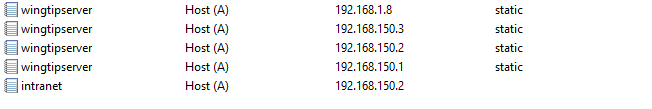 wingtipserver Host (A) 192.168.1.8 static
wingtipserver Host (A) 192.168.150.3 static
wingtipserver Host (A) 192.168.150.2 static
wingtipserver Host (A) 192.168.150.1 static
intranet Host (A) 192.168.150.2